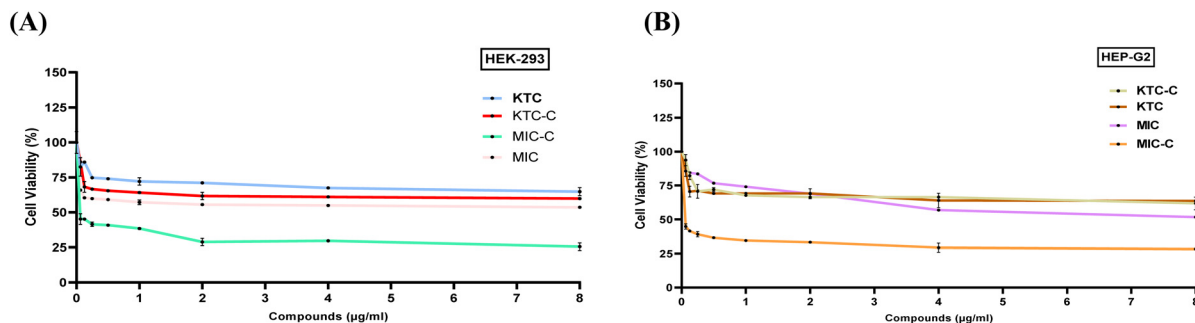 (A)
HEK-293
KTC
KTC-C
MIC-C
MIC
Cell Viability (%)
150
125
100
75
50
25
0
0 1 2 3 4 5 6 7 8
Compounds (µg/ml)
(B)
HEP-G2
KTC-C
KTC
MIC
MIC-C
Cell Viability (%)
150
125
100
75
50
25
0
0 1 2 3 4 5 6 7 8
Compounds (µg/ml)